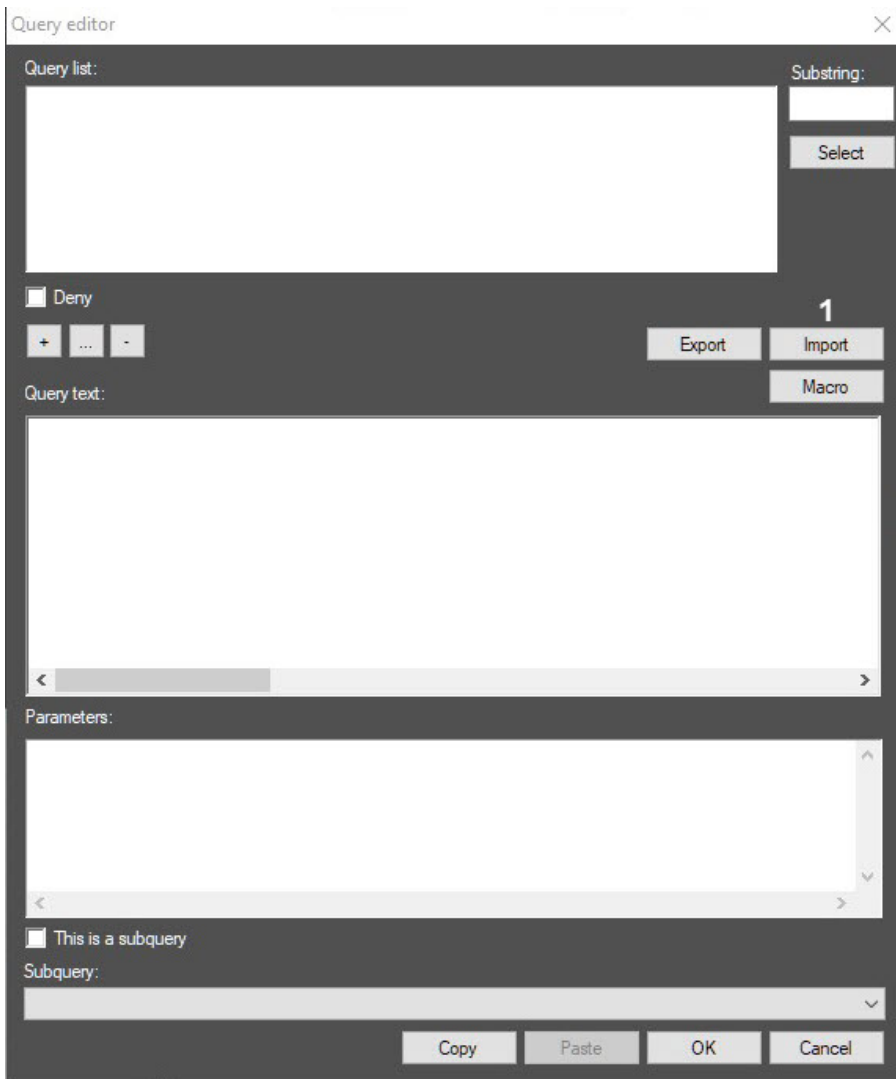 Query editor
Query list:
Substring:
Select
Deny
1
+ ... - Export Import
Macro
Query text:
Parameters:
This is a subquery
Subquery:
Copy Paste OK Cancel